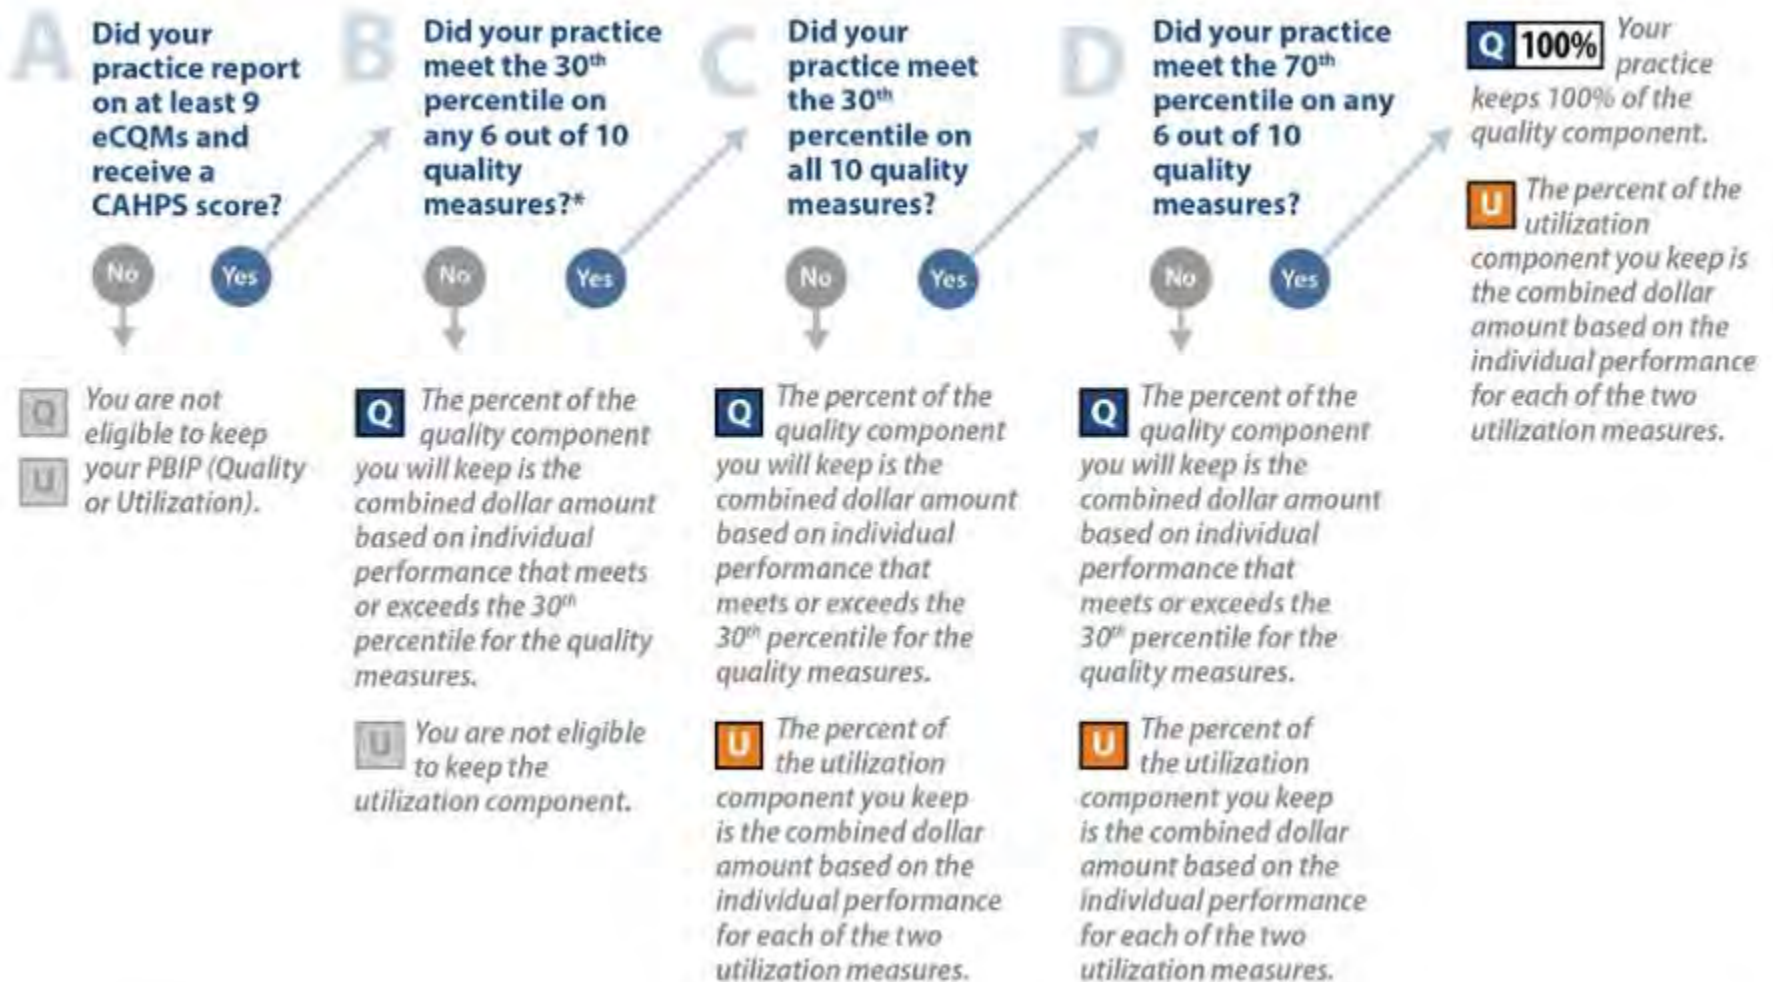 A
Did your
practice report
on at least 9
eCQMs and
receive a
CAHPS score?
No
Yes
Q
U
You are not
eligible to keep
your PBIP (Quality
or Utilization).
B
Did your practice
meet the 30th
percentile on
any 6 out of 10
quality
measures?*
No
Yes
Q
The percent of the
quality component
you will keep is the
combined dollar amount
based on individual
performance that meets
or exceeds the 30th
percentile for the quality
measures.
U
You are not eligible
to keep the
utilization component.
C
Did your
practice meet
the 30th
percentile on
all 10 quality
measures?
No
Yes
Q
The percent of the
quality component
you will keep is the
combined dollar amount
based on individual
performance that
meets or exceeds the
30th percentile for the
quality measures.
U
The percent of
the utilization
component you keep
is the combined dollar
amount based on the
individual performance
for each of the two
utilization measures.
D
Did your practice
meet the 70th
percentile on any
6 out of 10
quality
measures?
No
Yes
Q
The percent of the
quality component
you will keep is the
combined dollar amount
based on individual
performance that
meets or exceeds the
30th percentile for the
quality measures.
U
The percent of
the utilization
component you keep
is the combined dollar
amount based on the
individual performance
for each of the two
utilization measures.
Q 100% Your
practice
keeps 100% of the
quality component.
U
The percent of the
utilization
component you keep is
the combined dollar
amount based on the
individual performance
for each of the two
utilization measures.